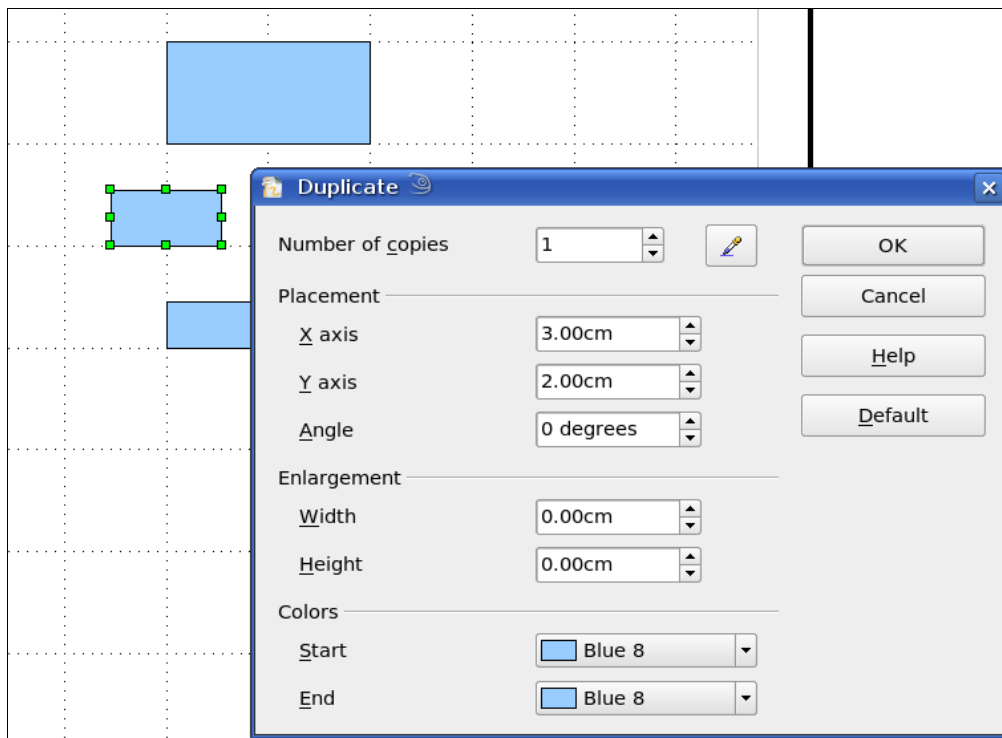 Duplicate
Number of copies 1 OK
Placement Cancel
X axis 3.00cm
Help
Y axis 2.00cm
Default
Angle 0 degrees
Enlargement
Width 0.00cm
Height 0.00cm
Colors
Start Blue 8
End Blue 8